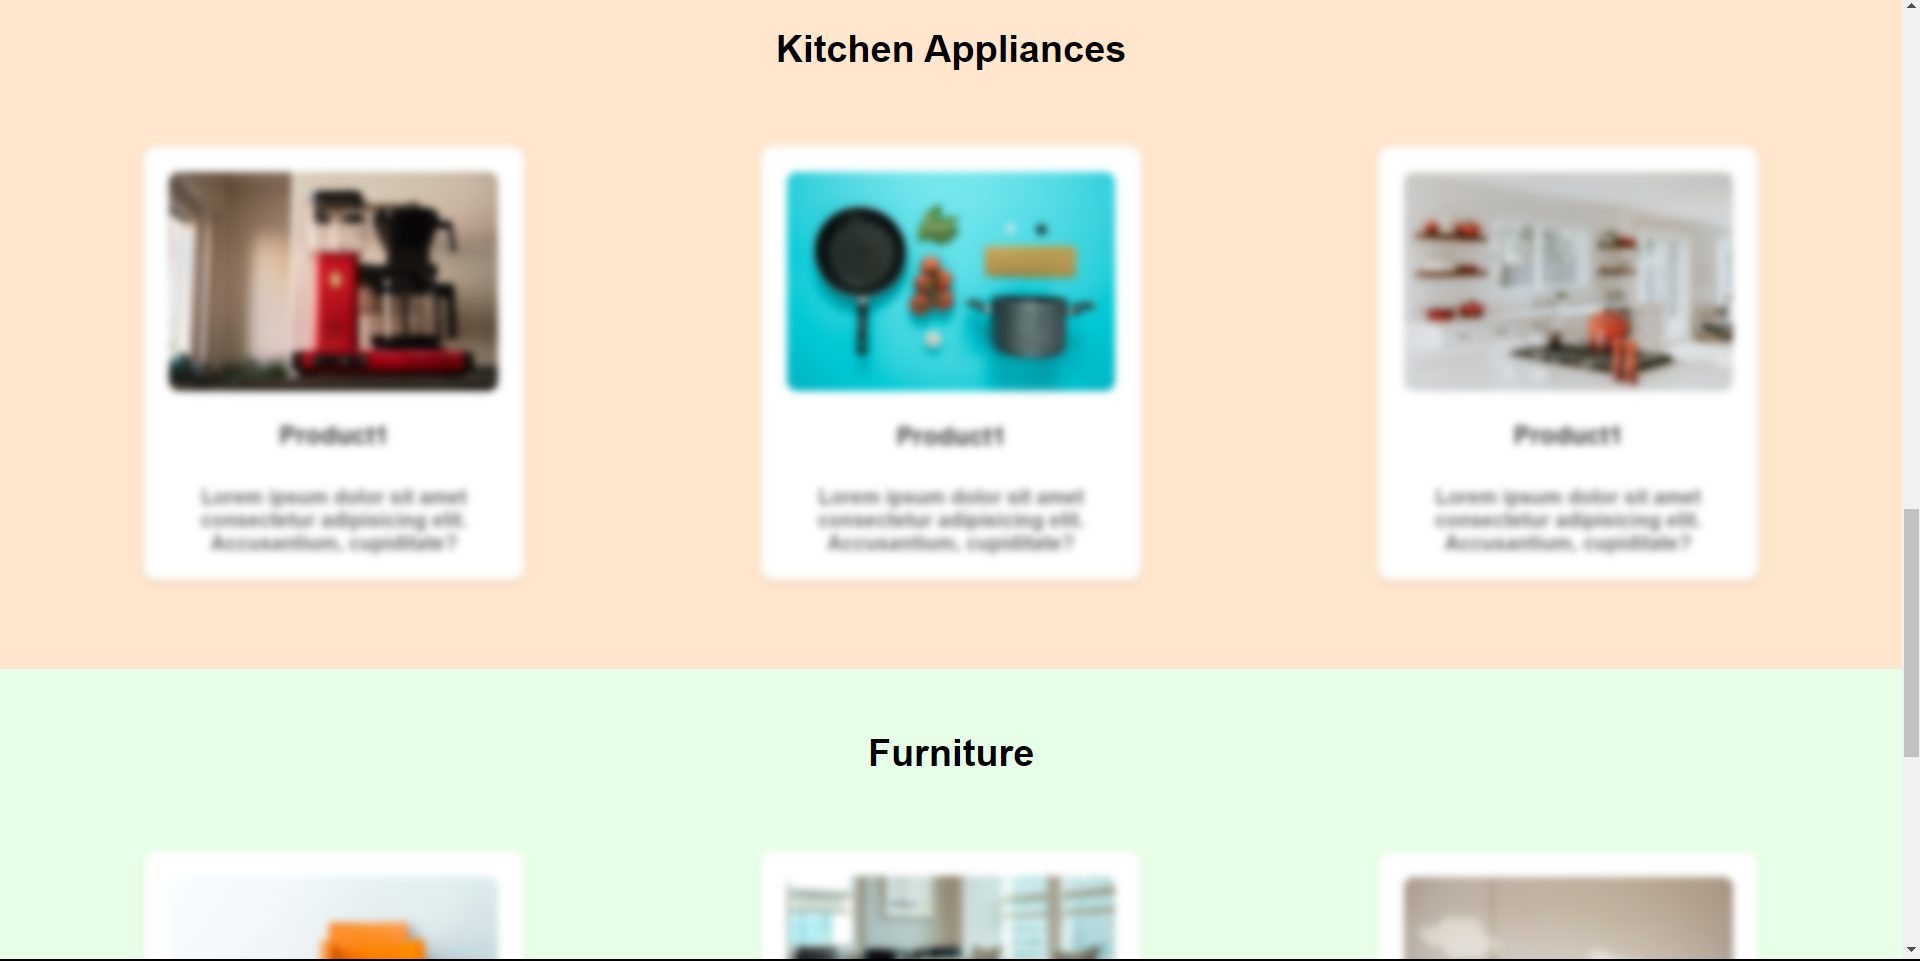 Kitchen Appliances
Product1
Lorem ipsum dolor sit amet
consectetur adipisicing elit.
Accusantium, cupiditate?
Product1
Lorem ipsum dolor sit amet
consectetur adipisicing elit.
Accusantium, cupiditate?
Product1
Lorem ipsum dolor sit amet
consectetur adipisicing elit.
Accusantium, cupiditate?
Furniture